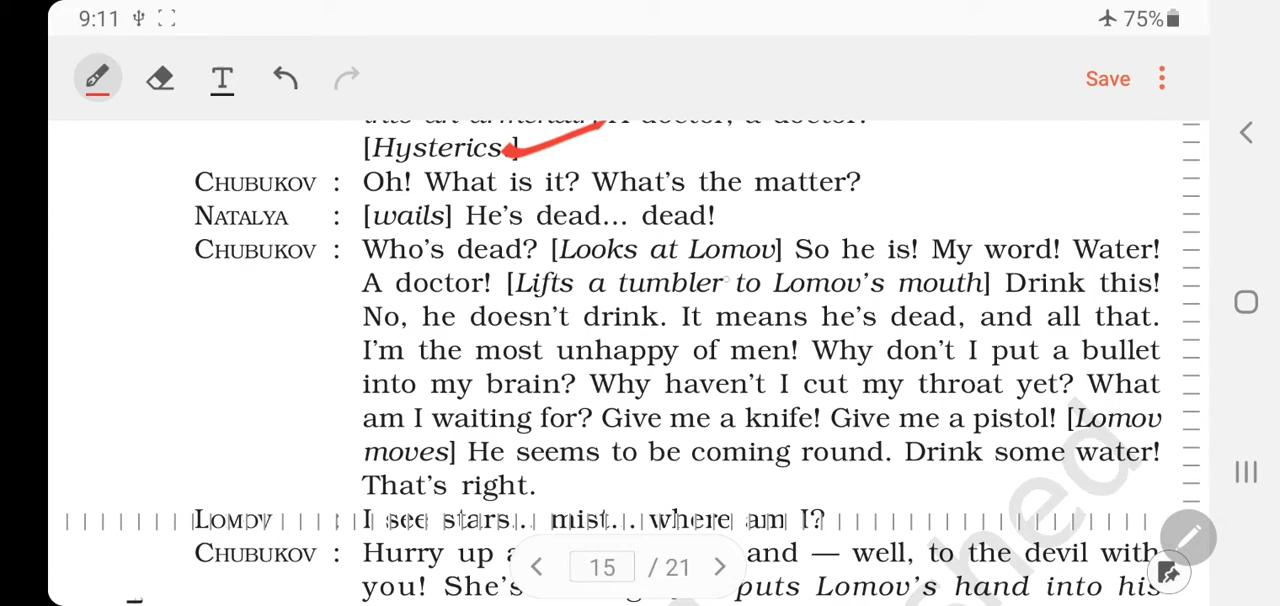 9:11 75%
T Save
into an armchair] A doctor, a doctor!
[Hysterics]
CHUBUKOV : Oh! What is it? What's the matter?
NATALYA : [wails] He's dead... dead!
CHUBUKOV : Who's dead? [Looks at Lomov] So he is! My word! Water!
A doctor! [Lifts a tumbler to Lomov's mouth] Drink this!
No, he doesn't drink. It means he's dead, and all that.
I'm the most unhappy of men! Why don't I put a bullet
into my brain? Why haven't I cut my throat yet? What
am I waiting for? Give me a knife! Give me a pistol! [Lomov
moves] He seems to be coming round. Drink some water!
That's right.
LOMOV : I see stars... mist... where am I?
CHUBUKOV : Hurry up and — well, to the devil with
you! She's puts Lomov's hand into his
15 / 21
shed